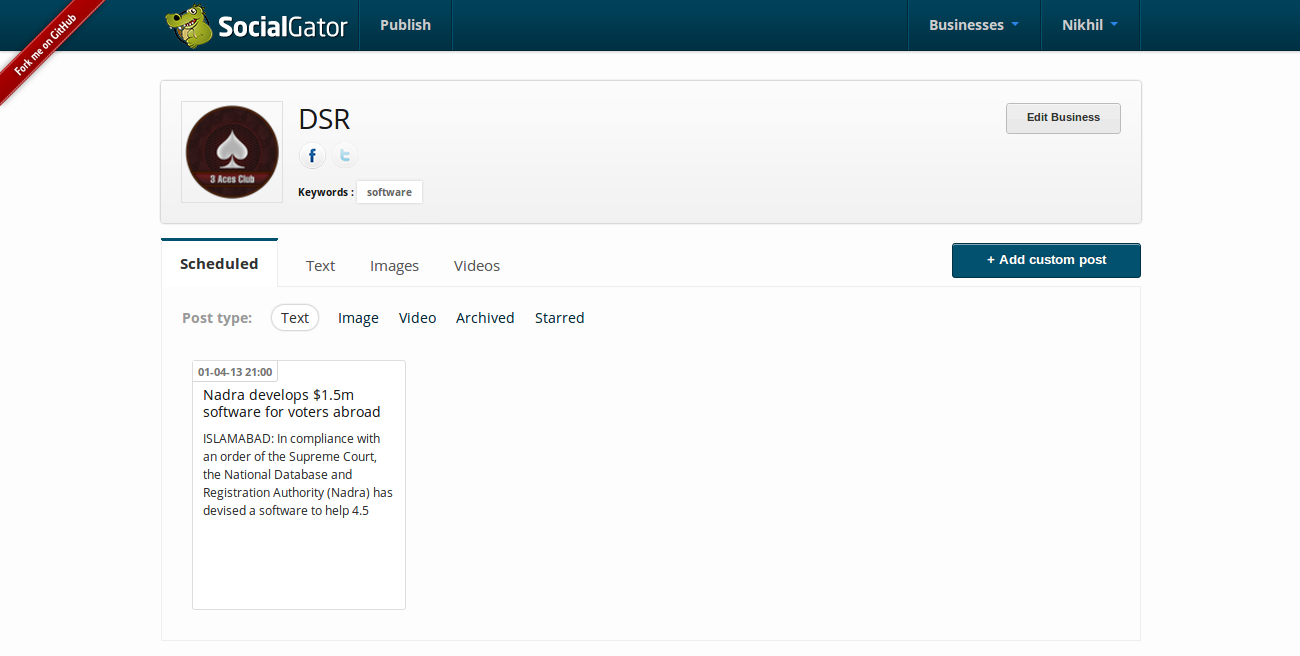 Fork me on GitHub
SocialGator
Publish
Businesses
Nikhil
3 Aces Club
DSR
Edit Business
Keywords :
software
Scheduled
Text
Images
Videos
+ Add custom post
Post type:
Text
Image
Video
Archived
Starred
01-04-13 21:00
Nadra develops $1.5m
software for voters abroad
ISLAMABAD: In compliance with
an order of the Supreme Court,
the National Database and
Registration Authority (Nadra) has
devised a software to help 4.5